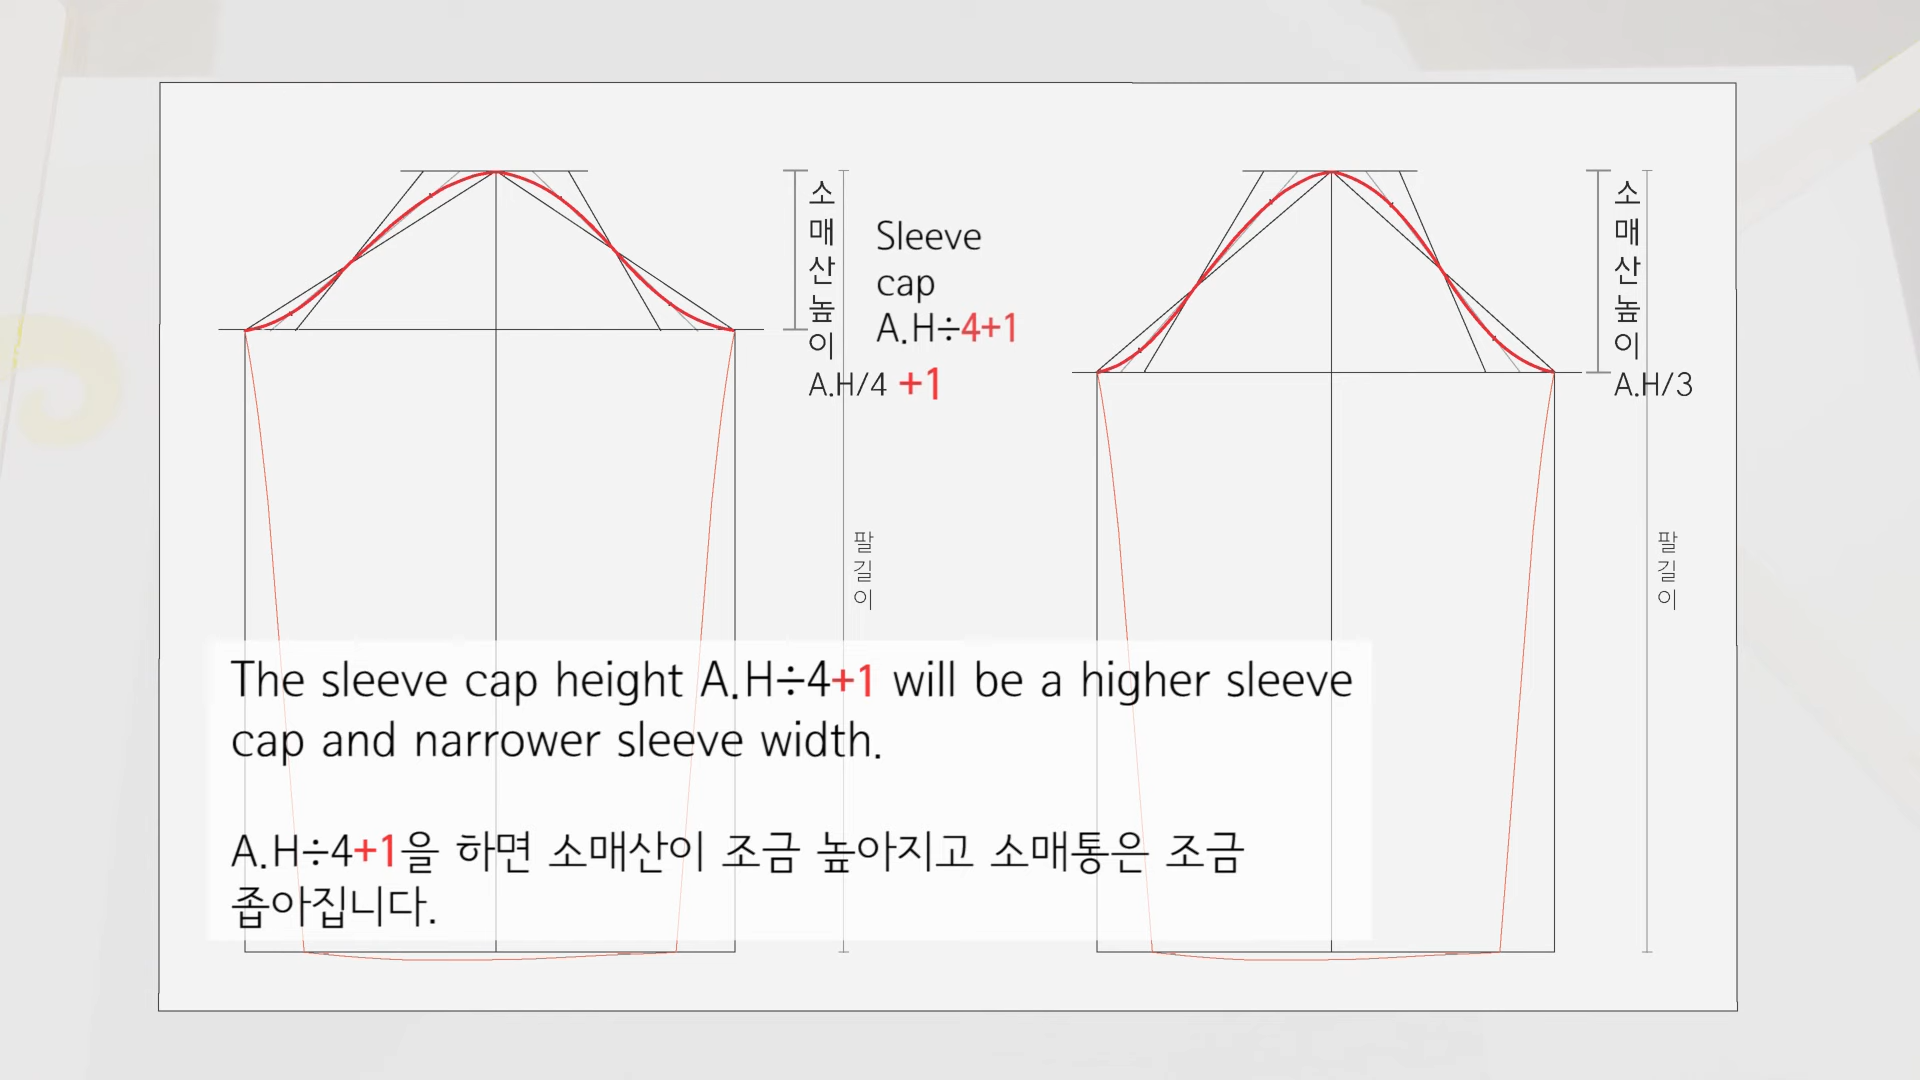 소
매
산
높
이
A.H/4 +1
Sleeve
cap
A.H÷4+1
소
매
산
높
이
A.H/3
팔
길
이
팔
길
이
The sleeve cap height A.H÷4+1 will be a higher sleeve
cap and narrower sleeve width.
A.H÷4+1을 하면 소매산이 조금 높아지고 소매통은 조금
좁아집니다.